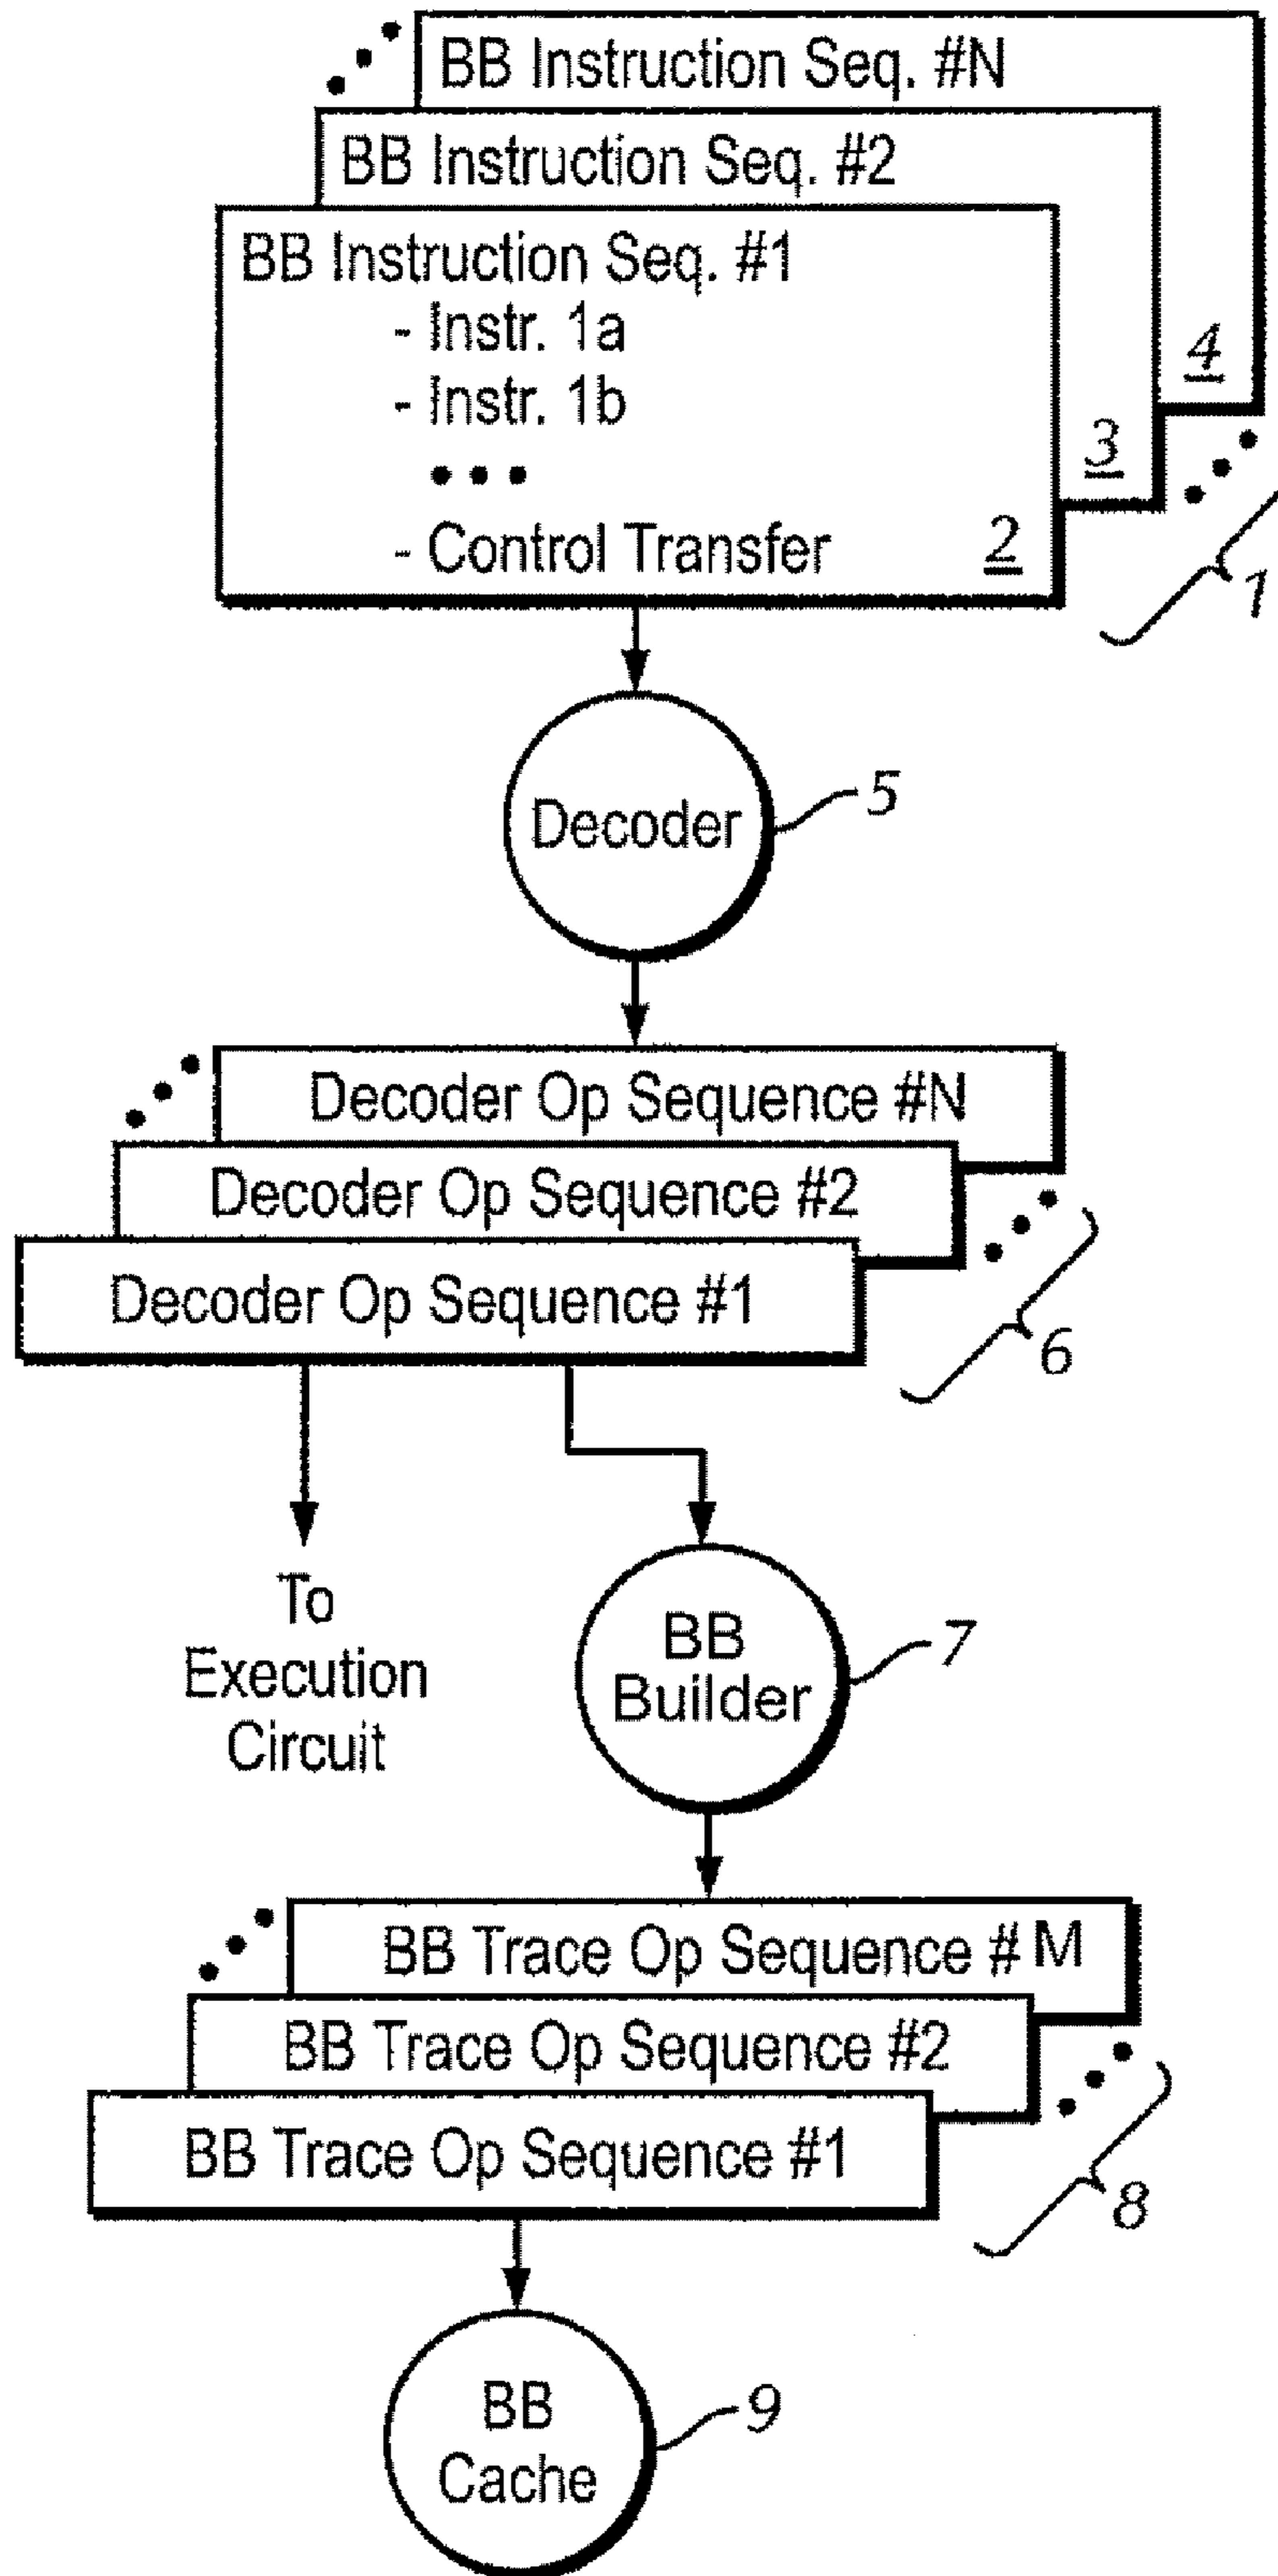 BB Instruction Seq. #N
BB Instruction Seq. #2
BB Instruction Seq. #1
- Instr. 1a
- Instr. 1b
• • •
- Control Transfer
2
3
4
1
Decoder
5
Decoder Op Sequence #N
Decoder Op Sequence #2
Decoder Op Sequence #1
6
To
Execution
Circuit
BB
Builder
7
BB Trace Op Sequence # M
BB Trace Op Sequence #2
BB Trace Op Sequence #1
8
BB
Cache
9